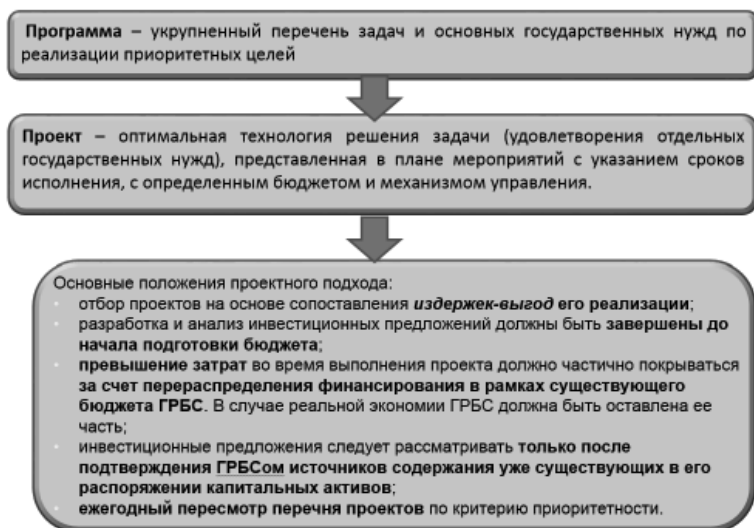 Программа – укрупненный перечень задач и основных государственных нужд по
реализации приоритетных целей
Проект – оптимальная технология решения задачи (удовлетворения отдельных
государственных нужд), представленная в плане мероприятий с указанием сроков
исполнения, с определенным бюджетом и механизмом управления.
Основные положения проектного подхода:
• отбор проектов на основе сопоставления издержек-выгод его реализации;
• разработка и анализ инвестиционных предложений должны быть завершены до
начала подготовки бюджета;
• превышение затрат во время выполнения проекта должно частично покрываться
за счет перераспределения финансирования в рамках существующего
бюджета ГРБС. В случае реальной экономии ГРБС должна быть оставлена ее
часть;
• инвестиционные предложения следует рассматривать только после
подтверждения ГРБСом источников содержания уже существующих в его
распоряжении капитальных активов;
• ежегодный пересмотр перечня проектов по критерию приоритетности.